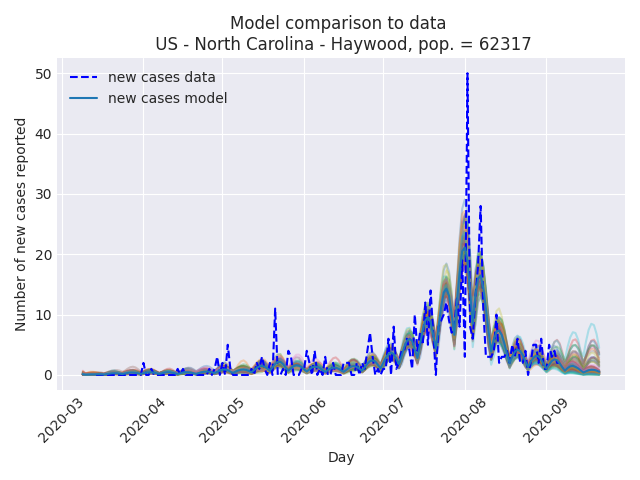 Model comparison to data
US - North Carolina - Haywood, pop. = 62317
new cases data
new cases model
Number of new cases reported
50
40
30
20
10
0
2020-03
2020-04
2020-05
2020-06
2020-07
2020-08
2020-09
Day